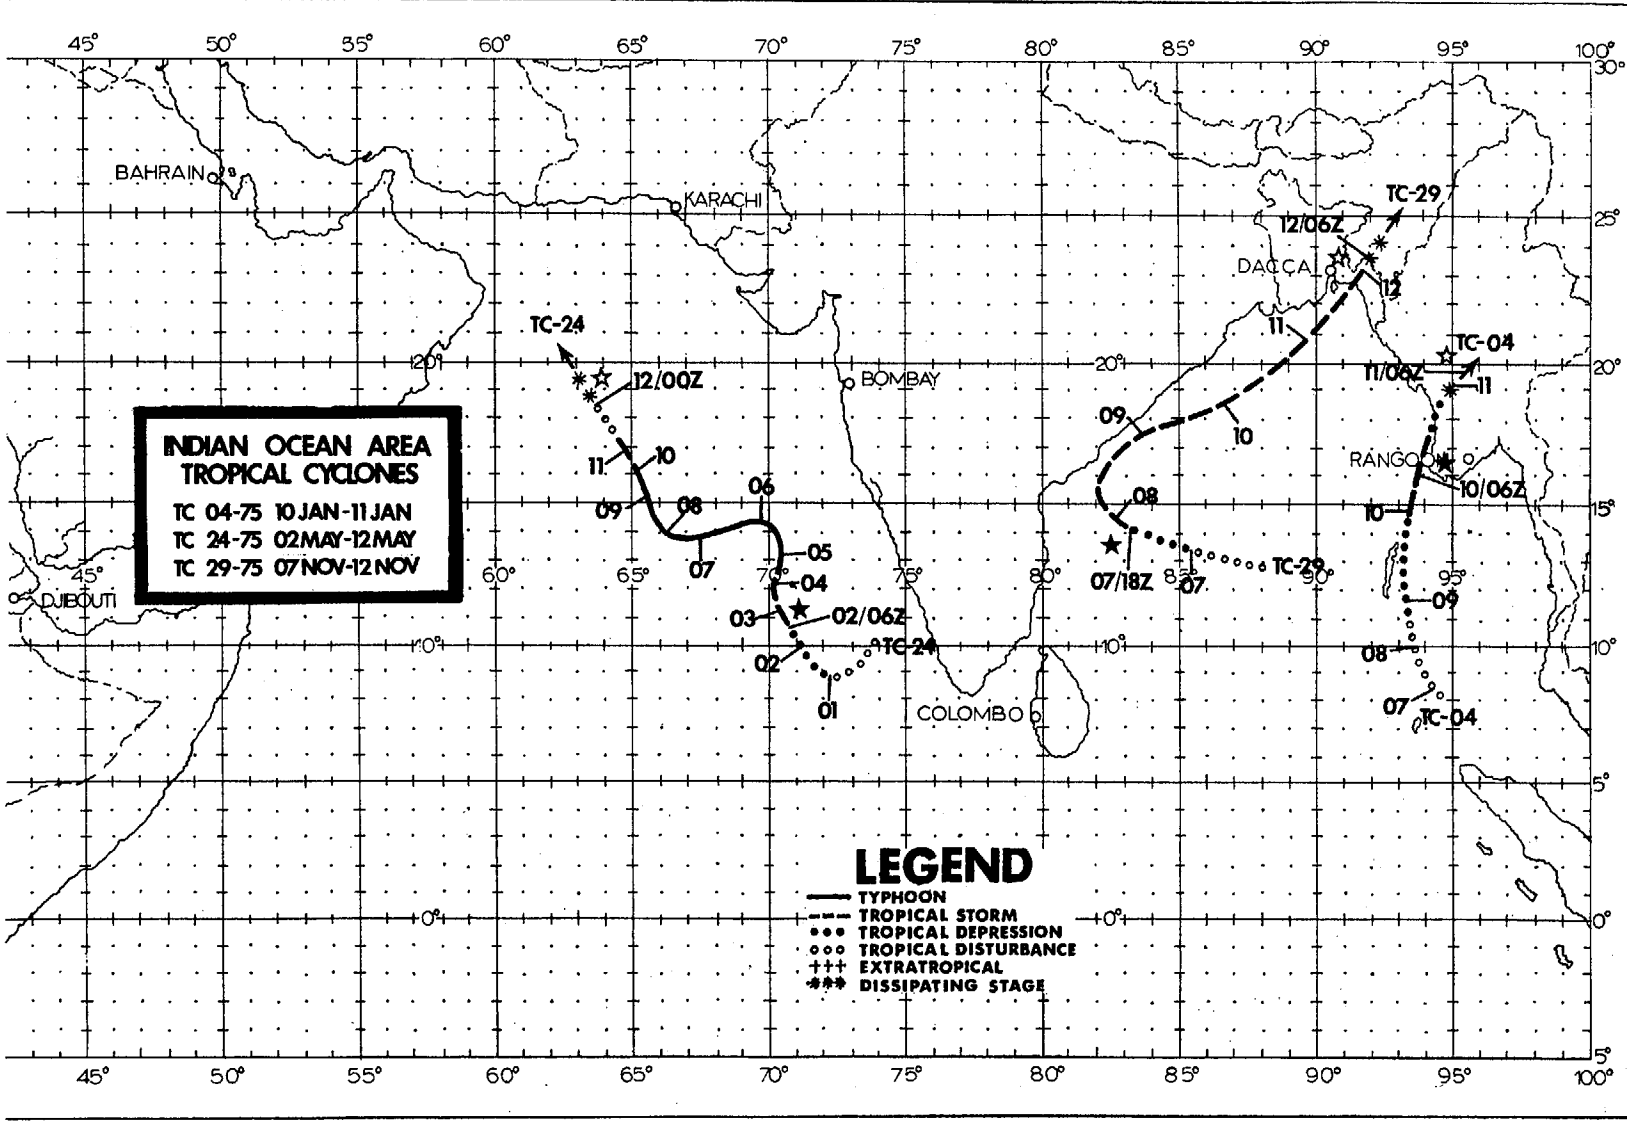 45° 50° 55° 60° 65° 70° 75° 80° 85° 90° 95° 100°
30°
BAHRAIN
KARACHI
TC-29
25°
12/06Z
DACCA
12
TC-24
11
TC-04
20° 20° 20°
12/00Z
BOMBAY
11/06Z
11
INDIAN OCEAN AREA
TROPICAL CYCLONES
TC 04-75 10 JAN-11 JAN
TC 24-75 02 MAY-12 MAY
TC 29-75 07 NOV-12 NOV
09
10
11 10
RANGOO
10/06Z
06
08
09 08
10
15° 15°
07
05
45° 65° 70° 75° 85° 90° 95°
04
TC-29
07/18Z 07
DJIBOUTI
03 02/06Z
09
10° 10° 10°
02
TC-24
08
01
COLOMBO
07 TC-04
5°
LEGEND
TYPHOON
TROPICAL STORM
TROPICAL DEPRESSION
TROPICAL DISTURBANCE
EXTRATROPICAL
DISSIPATING STAGE
0° 0° 0°
5°
45° 50° 55° 60° 65° 70° 75° 80° 85° 90° 95° 100°